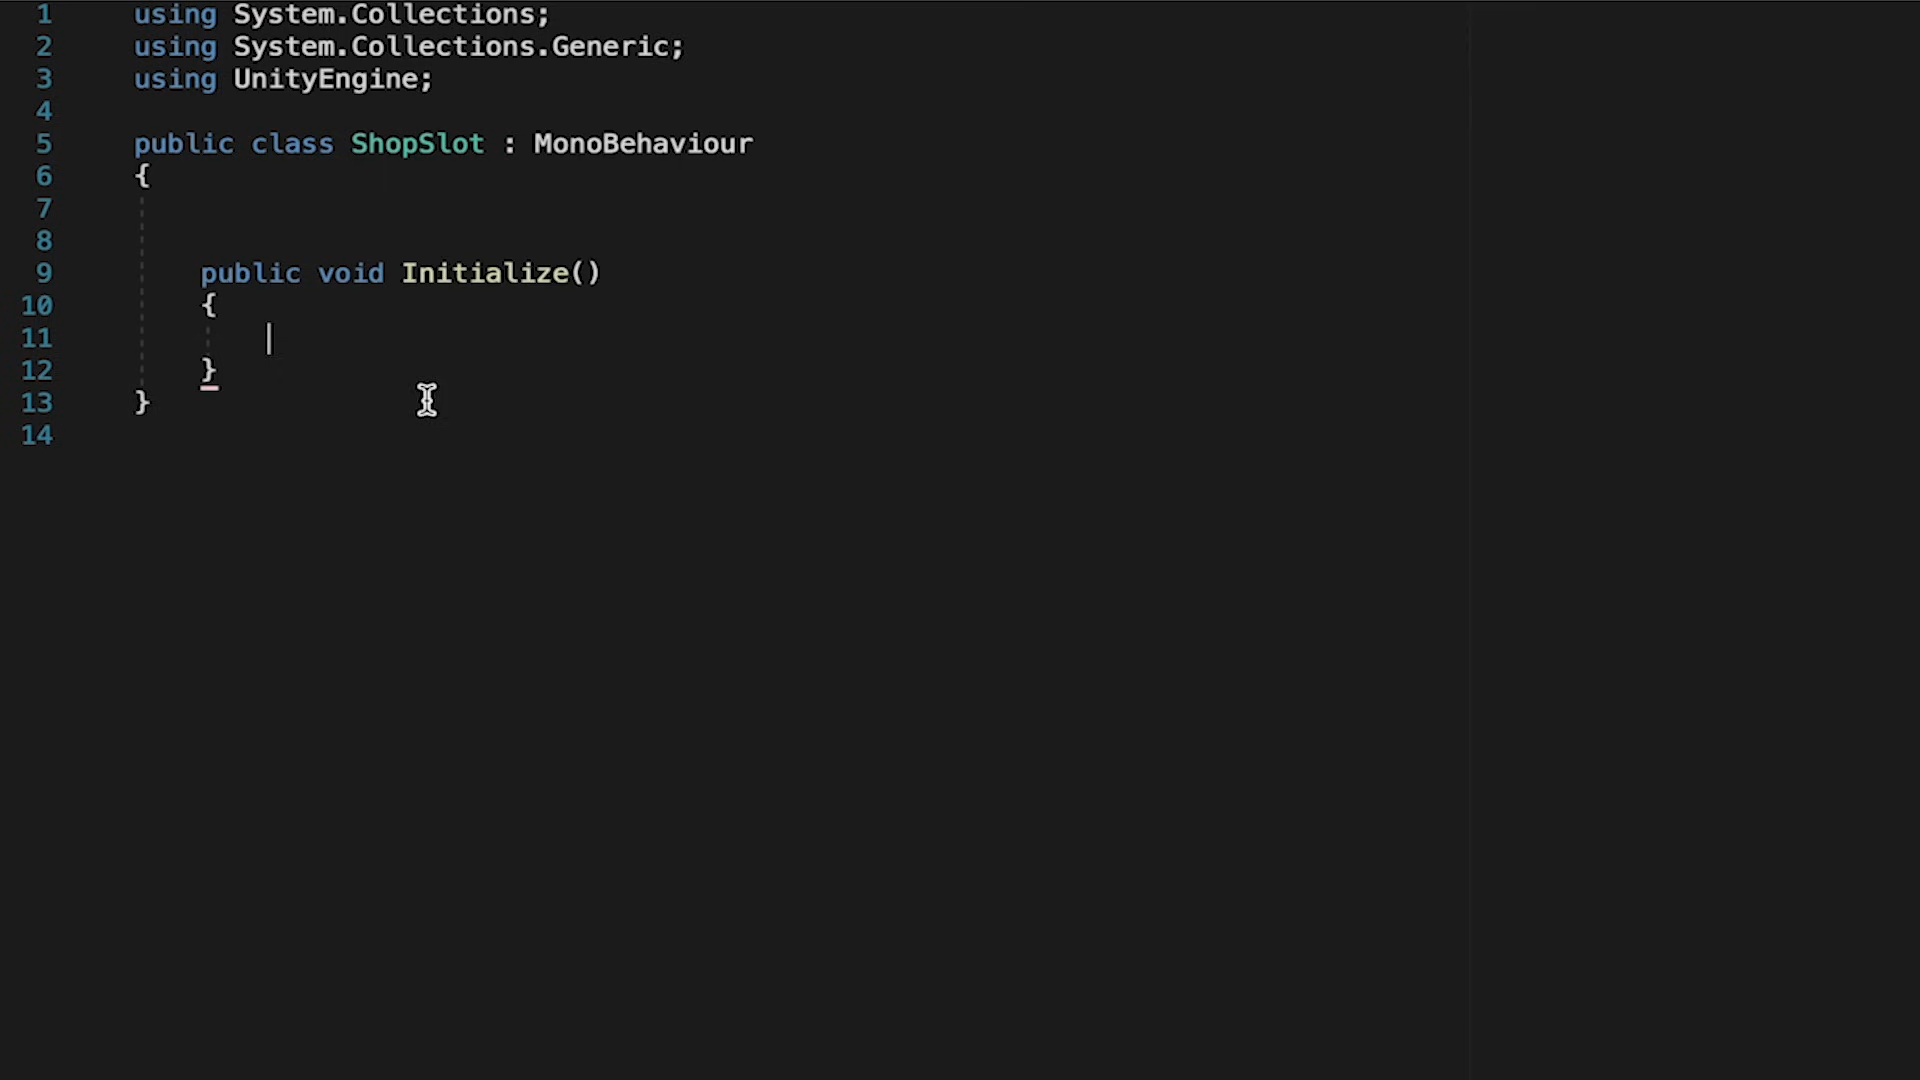 1 using System.Collections;
2 using System.Collections.Generic;
3 using UnityEngine;
4
5 public class ShopSlot : MonoBehaviour
6 {
7
8
9 public void Initialize()
10 {
11
12 }
13 }
14